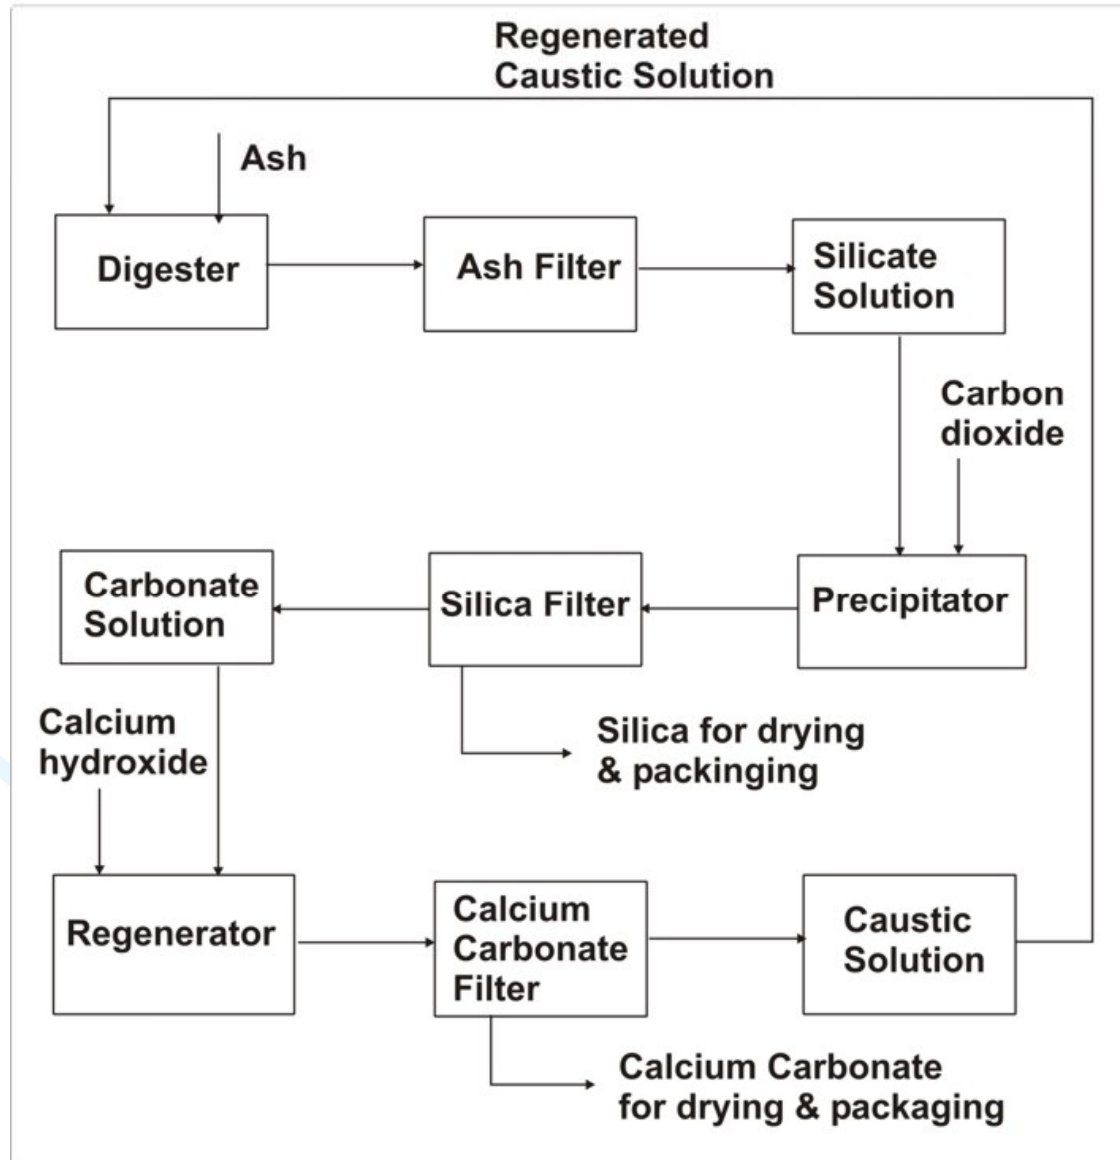 Regenerated
Caustic Solution
Ash
Digester
Ash Filter
Silicate
Solution
Carbon
dioxide
Carbonate
Solution
Silica Filter
Precipitator
Calcium
hydroxide
Silica for drying
& packinging
Regenerator
Calcium
Carbonate
Filter
Caustic
Solution
Calcium Carbonate
for drying & packaging